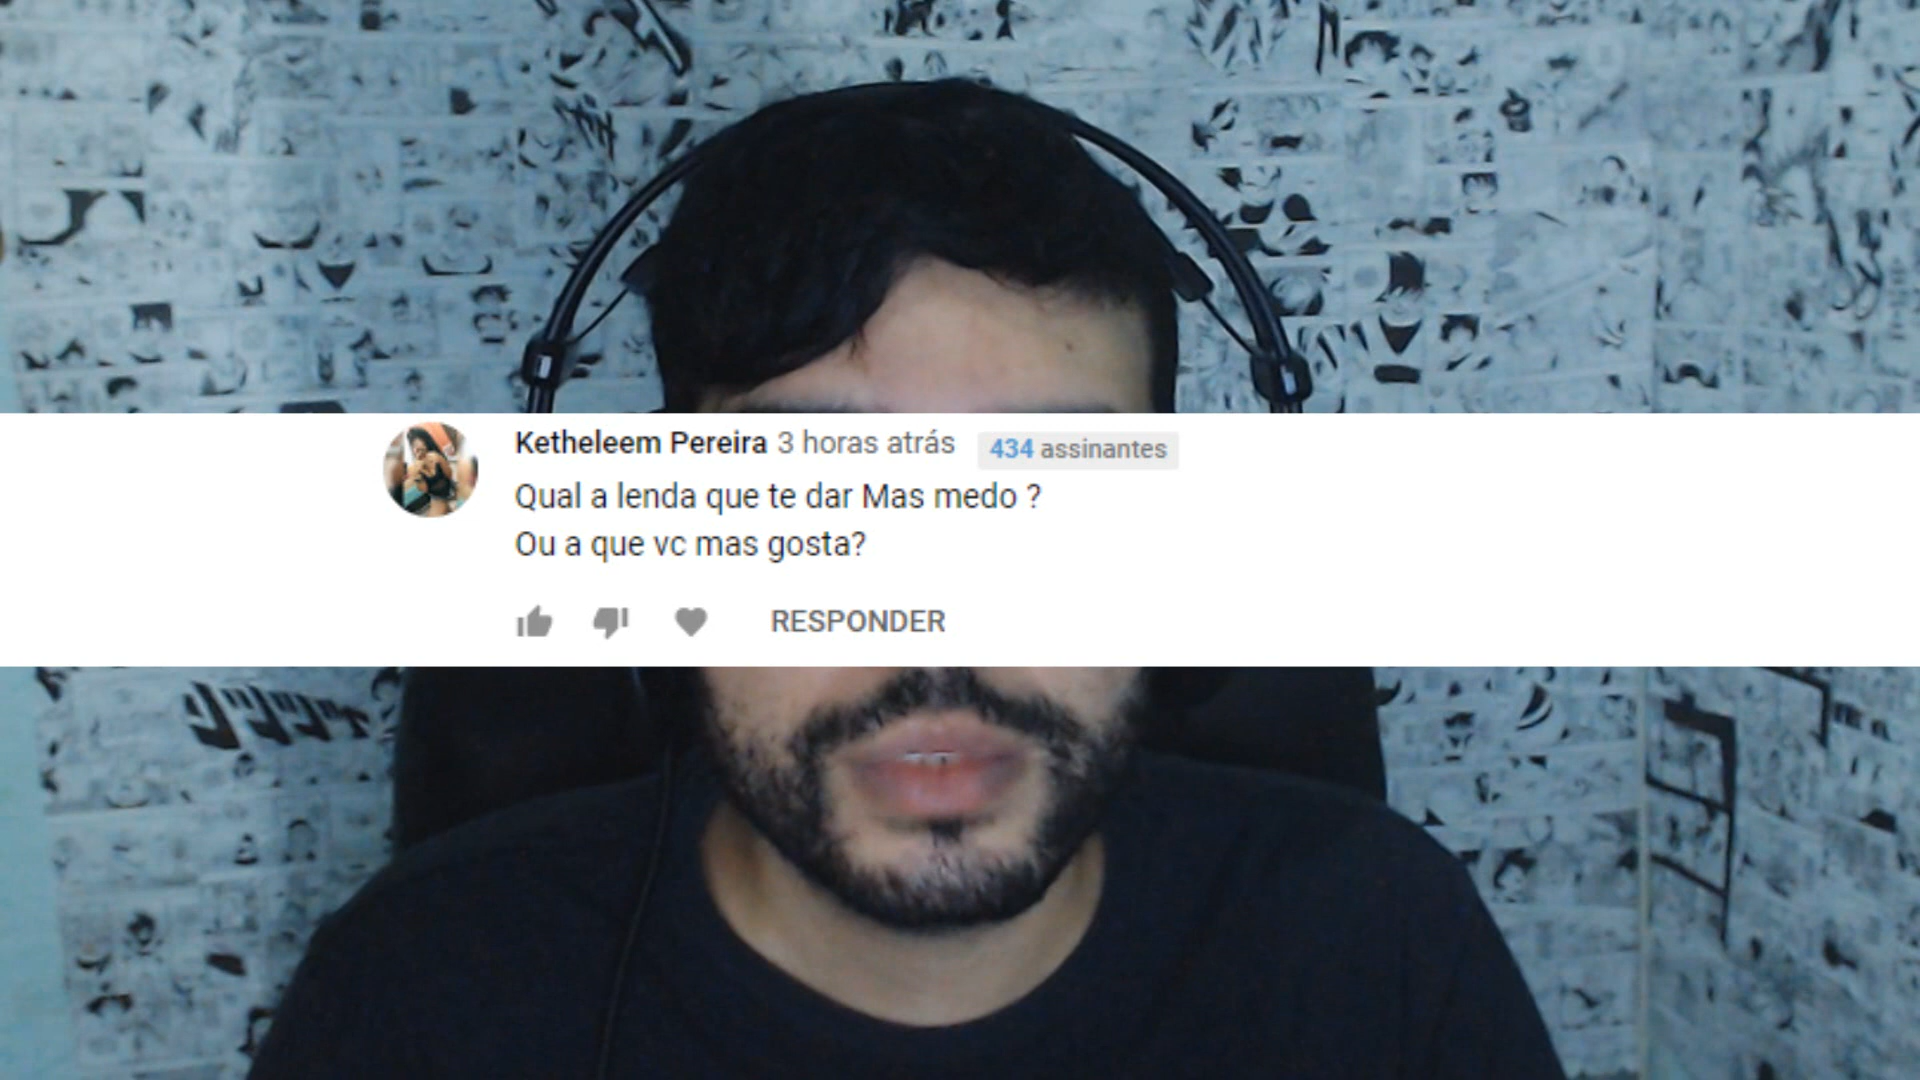 Ketheleem Pereira 3 horas atrás 434 assinantes
Qual a lenda que te dar Mas medo ?
Ou a que vc mas gosta?
RESPONDER